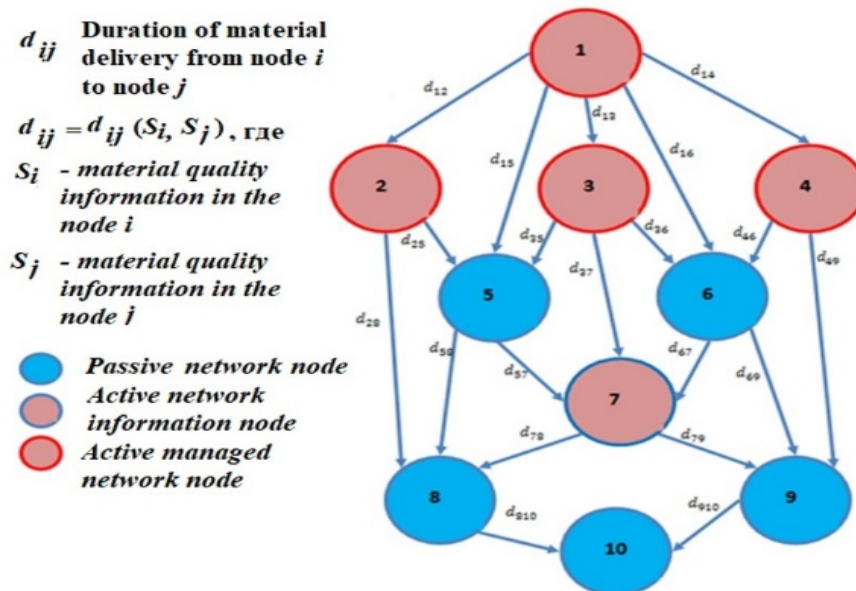 d ij Duration of material
delivery from node i
to node j
d ij = d ij (Si, Sj) , где
Si - material quality
information in the
node i
Sj - material quality
information in the
node j
Passive network node
Active network
information node
Active managed
network node
1
d12
d13
d14
d15
d16
2
3
4
d25
d35
d36
d46
d37
d49
5
6
d28
d58
d57
d67
d69
7
d78
d79
8
9
d810
d910
10